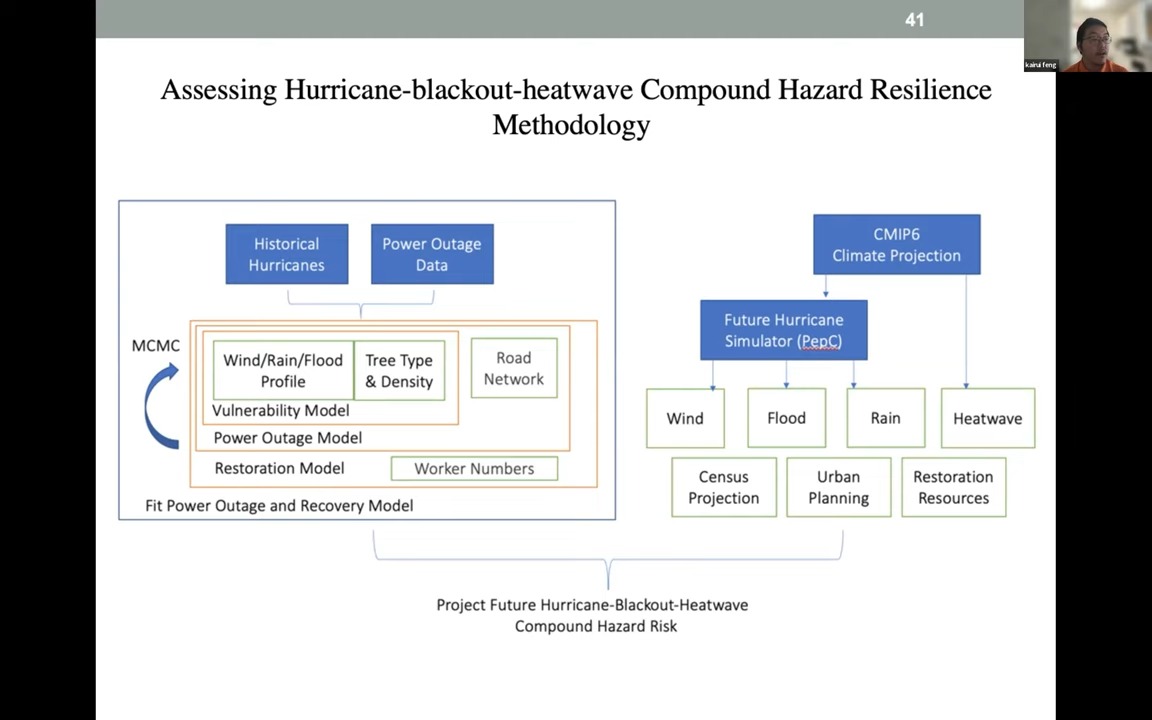 41
kairui feng
Assessing Hurricane-blackout-heatwave Compound Hazard Resilience
Methodology
Historical
Hurricanes
Power Outage
Data
MCMC
Wind/Rain/Flood
Profile
Tree Type
& Density
Road
Network
Vulnerability Model
Power Outage Model
Restoration Model
Worker Numbers
Fit Power Outage and Recovery Model
CMIP6
Climate Projection
Future Hurricane
Simulator (PepC)
Wind
Flood
Rain
Heatwave
Census
Projection
Urban
Planning
Restoration
Resources
Project Future Hurricane-Blackout-Heatwave
Compound Hazard Risk